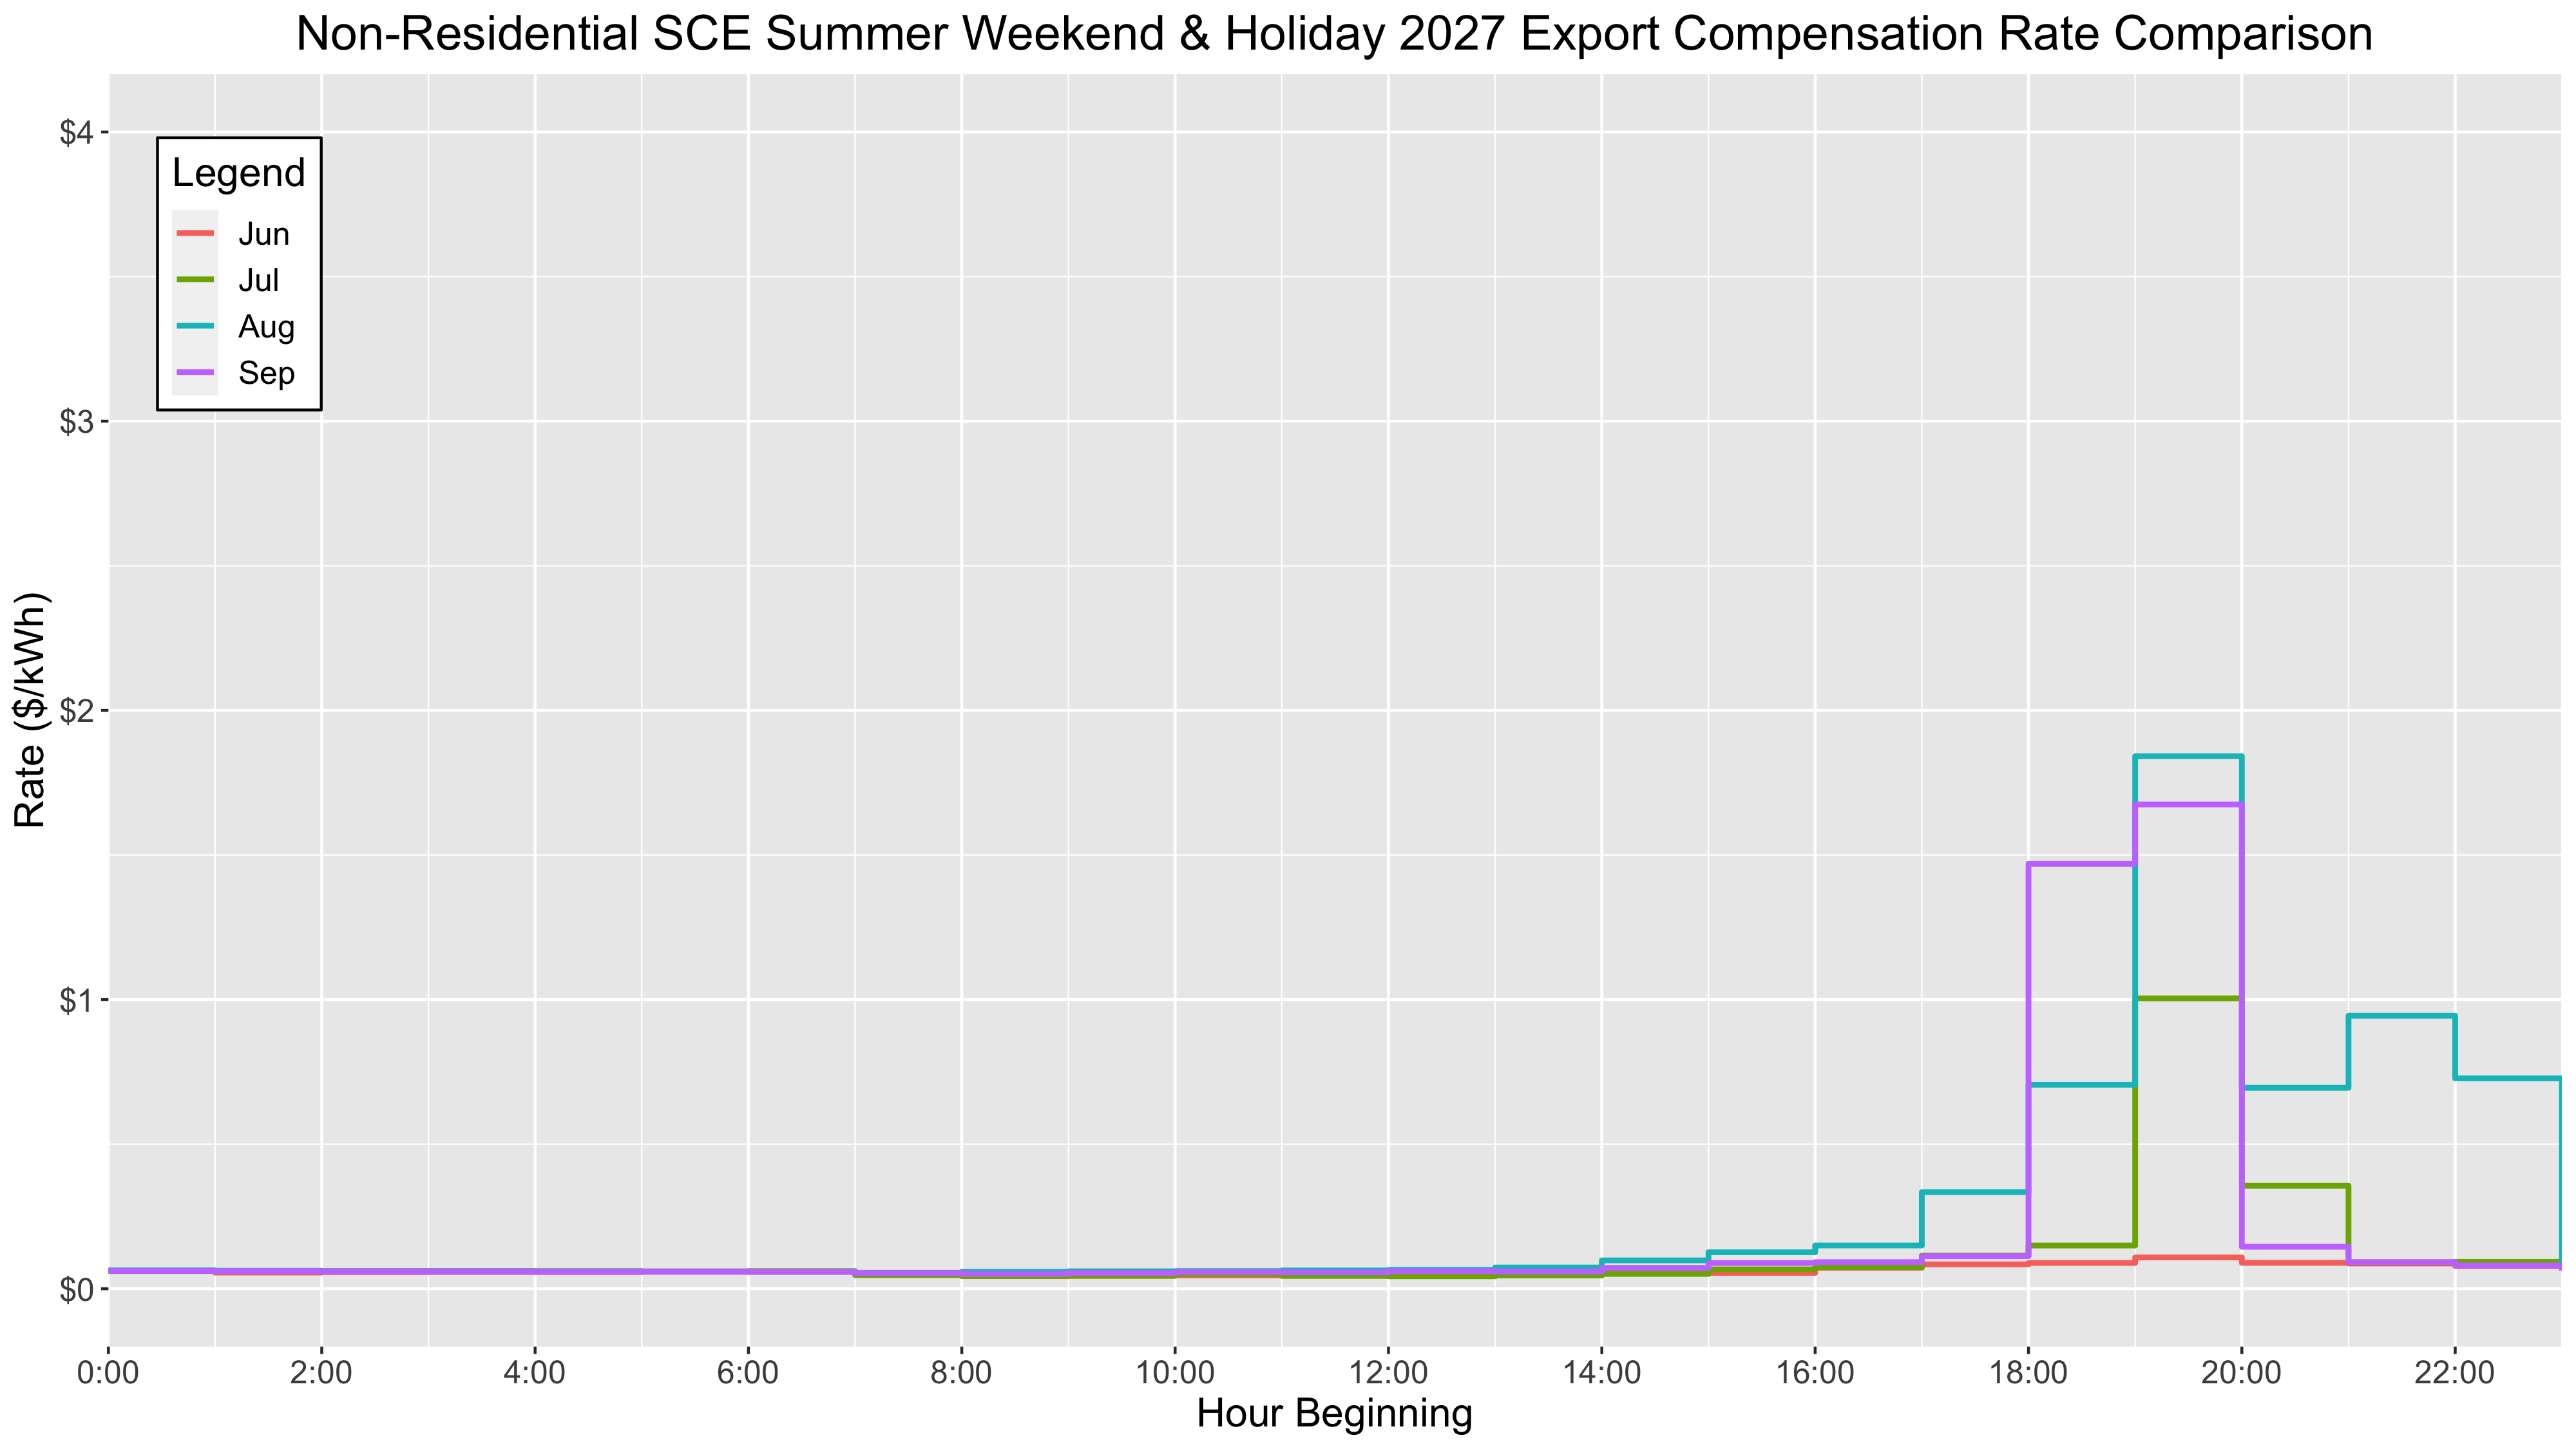 Non-Residential SCE Summer Weekend & Holiday 2027 Export Compensation Rate Comparison
$4
Legend
Jun
Jul
Aug
Sep
$3
Rate ($/kWh)
$2
$1
$0
0:00 2:00 4:00 6:00 8:00 10:00 12:00 14:00 16:00 18:00 20:00 22:00
Hour Beginning